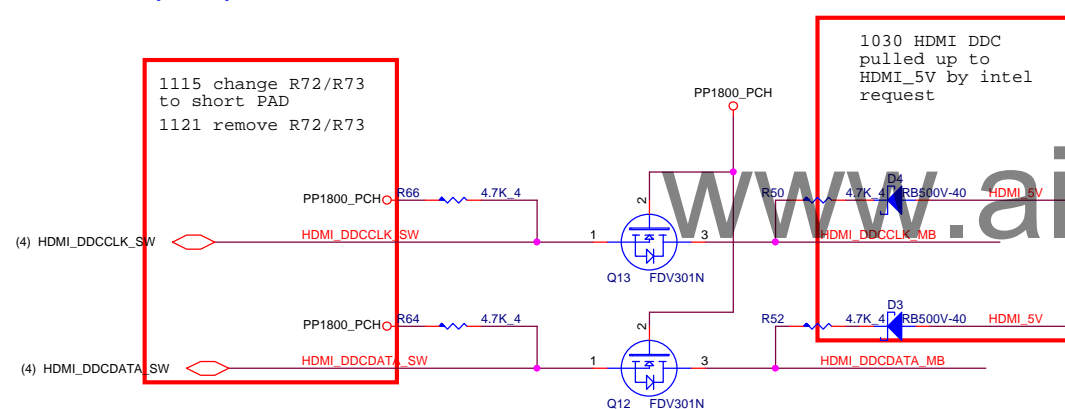 1030 HDMI DDC
pulled up to
HDMI_5V by intel
request
1115 change R72/R73
to short PAD
1121 remove R72/R73
PP1800_PCH
www.ai
PP1800_PCH R66 4.7K_4 2 R50 4.7K_4 D4 RB500V-40 HDMI_5V
(4) HDMI_DDCCLK_SW HDMI_DDCCLK_SW 1 3 HDMI_DDCCLK_MB
Q13 FDV301N
PP1800_PCH R64 4.7K_4 2 R52 4.7K_4 D3 RB500V-40 HDMI_5V
(4) HDMI_DDCDATA_SW HDMI_DDCDATA_SW 1 3 HDMI_DDCDATA_MB
Q12 FDV301N